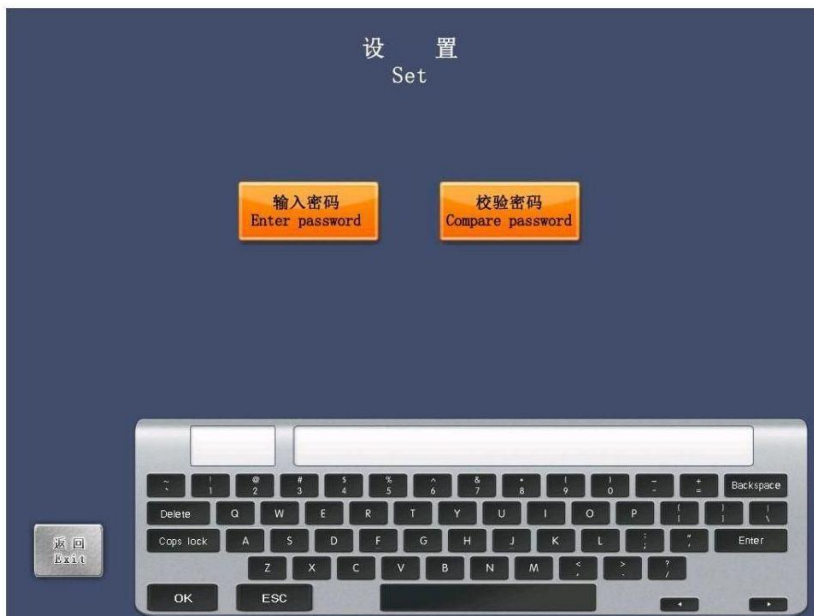 设 置
Set
输入密码
Enter password
校验密码
Compare password
~ ` ! 1 @ 2 # 3 $ 4 % 5 ^ 6 & 7 * 8 ( 9 ) 0 - + = Backspace
Delete Q W E R T Y U I O P { [ } ] | \
Cops lock A S D F G H J K L : ; " , Enter
Z X C V B N M < , > . ? /
OK ESC
返回
Exit